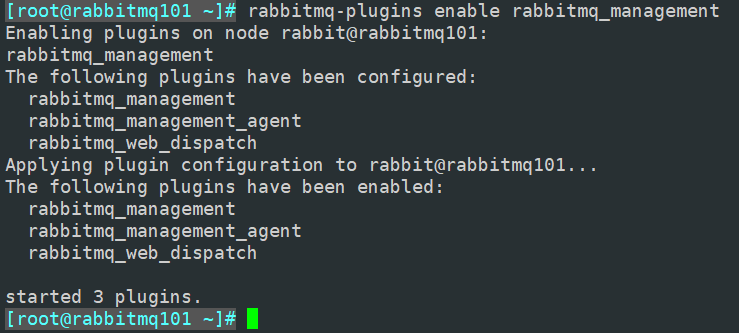 [root@rabbitmq101 ~]# rabbitmq-plugins enable rabbitmq_management
Enabling plugins on node rabbit@rabbitmq101:
rabbitmq_management
The following plugins have been configured:
  rabbitmq_management
  rabbitmq_management_agent
  rabbitmq_web_dispatch
Applying plugin configuration to rabbit@rabbitmq101...
The following plugins have been enabled:
  rabbitmq_management
  rabbitmq_management_agent
  rabbitmq_web_dispatch

started 3 plugins.
[root@rabbitmq101 ~]#